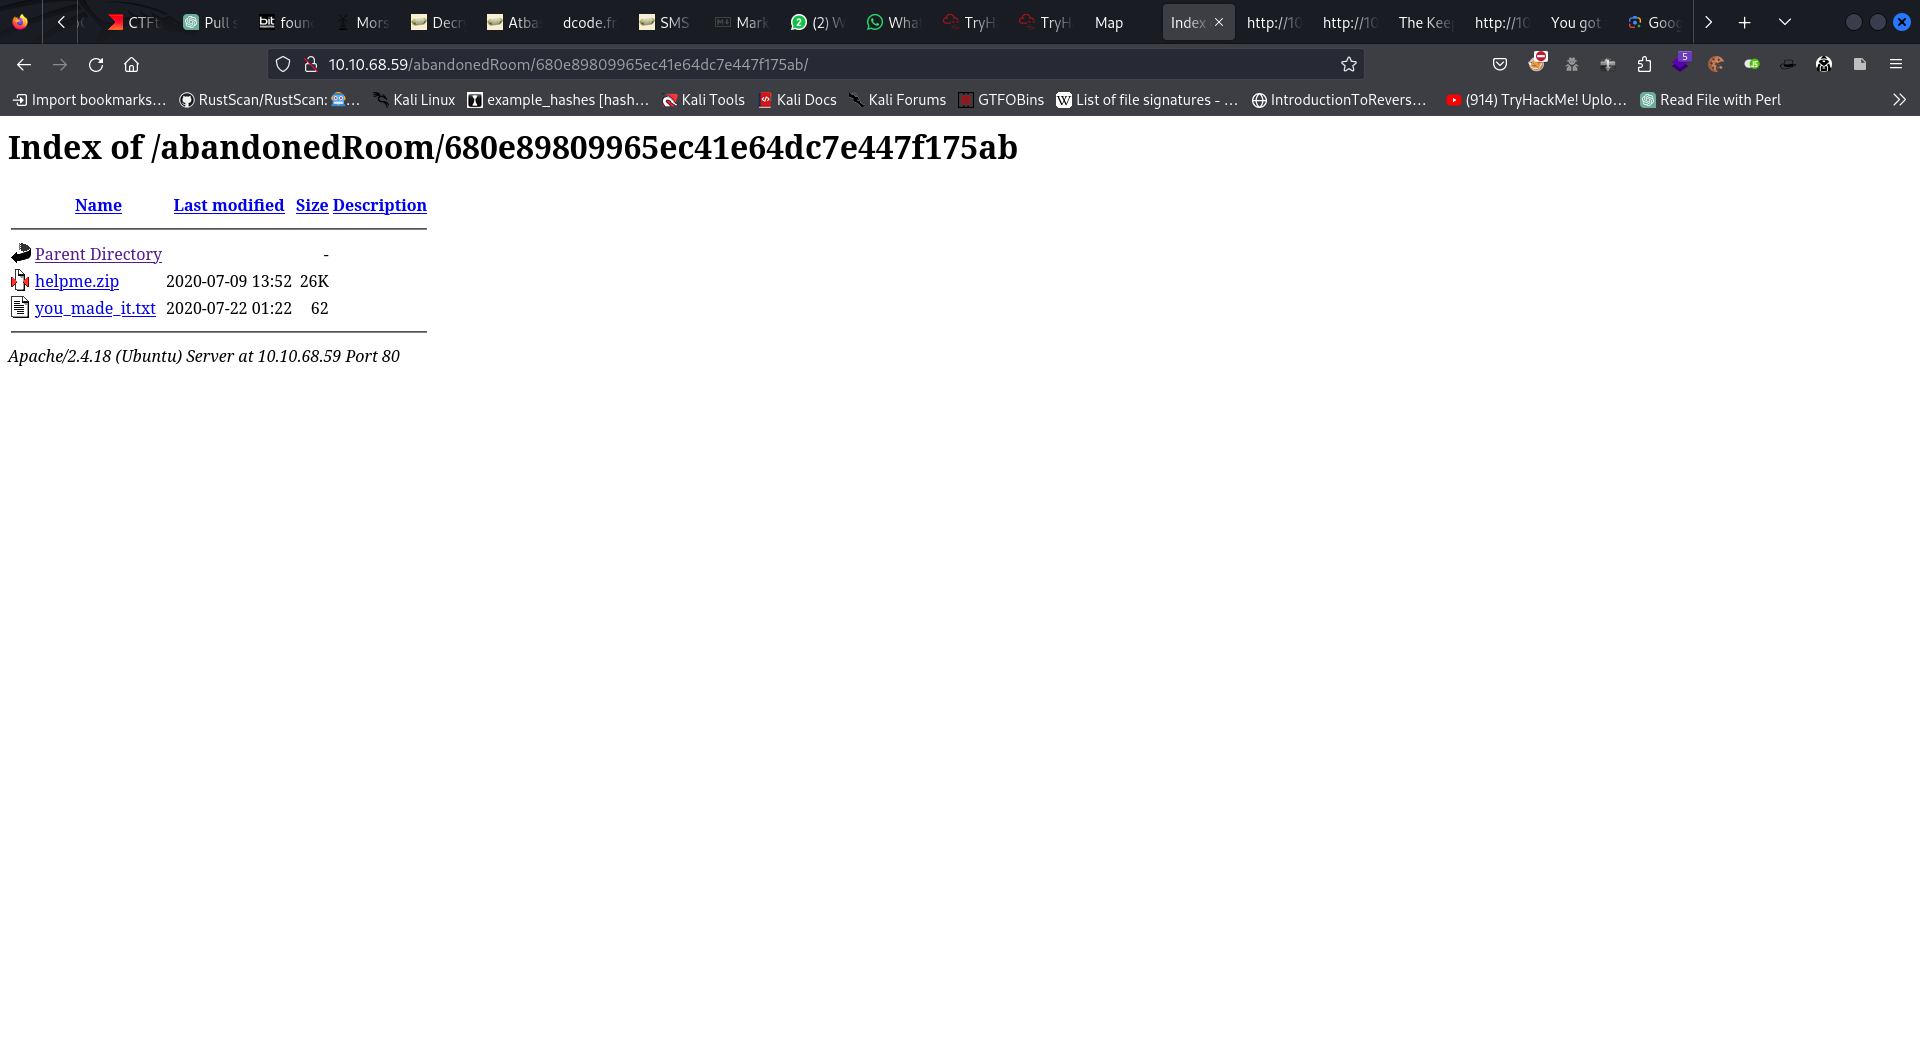 CTFt
Pull s
bit foun
Mors
Decr
Atba
dcode.fr
SMS
Mark
2 (2) W
What
TryH
TryH
Map
Index
http://10
http://10
The Kee
http://10
You got
Goog
10.10.68.59/abandonedRoom/680e89809965ec41e64dc7e447f175ab/
5
Import bookmarks...
RustScan/RustScan: ...
Kali Linux
example_hashes [hash...
Kali Tools
Kali Docs
Kali Forums
GTFOBins
W List of file signatures - ...
IntroductionToRevers...
(914) TryHackMe! Uplo...
Read File with Perl
Index of /abandonedRoom/680e89809965ec41e64dc7e447f175ab
Name Last modified Size Description
Parent Directory -
helpme.zip 2020-07-09 13:52 26K
you_made_it.txt 2020-07-22 01:22 62
Apache/2.4.18 (Ubuntu) Server at 10.10.68.59 Port 80